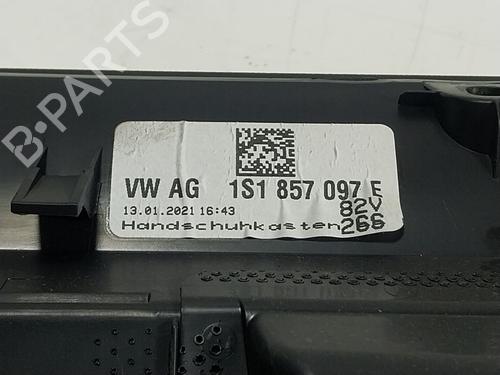 B-PARTS
VW AG 1S1 857 097 E
13.01.2021 16:43 82V
Handschuhkasten 266